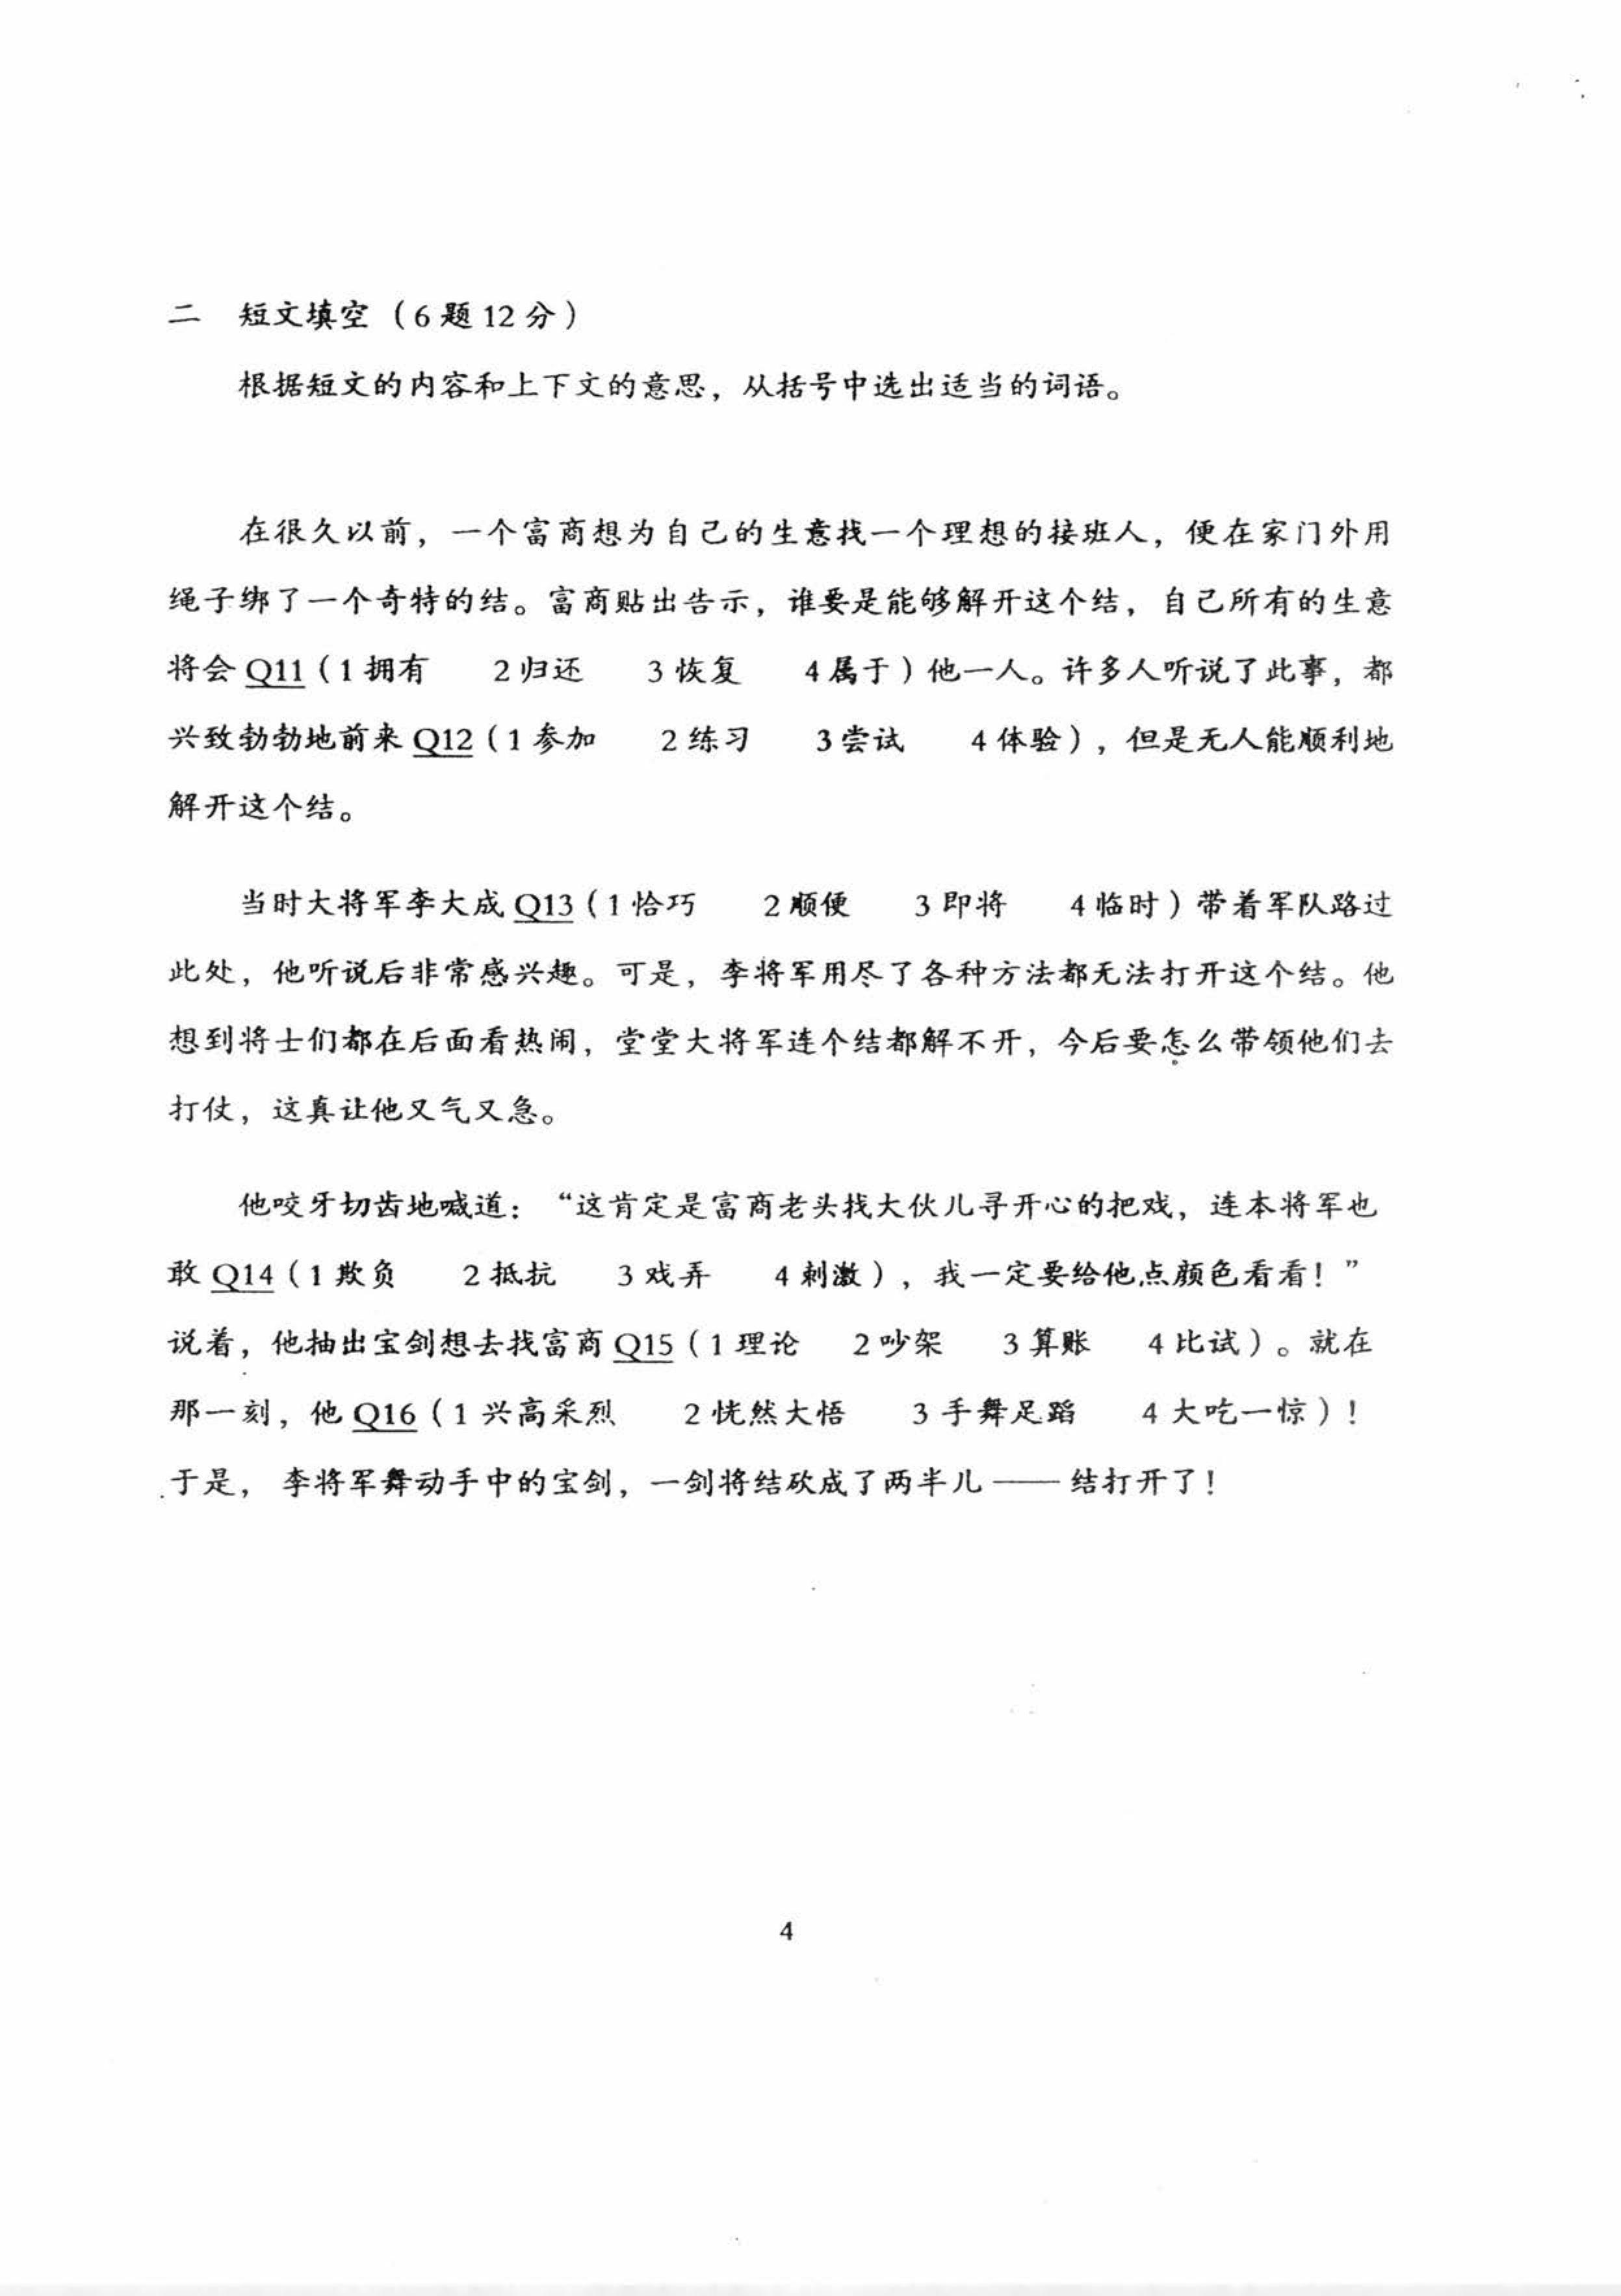 二 短文填空（6题12分）
根据短文的内容和上下文的意思，从括号中选出适当的词语。
在很久以前，一个富商想为自己的生意找一个理想的接班人，便在家门外用
绳子绑了一个奇特的结。富商贴出告示，谁要是能够解开这个结，自己所有的生意
将会 Q11（1 拥有 2 归还 3 恢复 4 属于）他一人。许多人听说了此事，都
兴致勃勃地前来 Q12（1 参加 2 练习 3 尝试 4 体验），但是无人能顺利地
解开这个结。
当时大将军李大成 Q13（1 恰巧 2 顺便 3 即将 4 临时）带着军队路过
此处，他听说后非常感兴趣。可是，李将军用尽了各种方法都无法打开这个结。他
想到将士们都在后面看热闹，堂堂大将军连个结都解不开，今后要怎么带领他们去
打仗，这真让他又气又急。
他咬牙切齿地喊道：“这肯定是富商老头找大伙儿寻开心的把戏，连本将军也
敢 Q14（1 欺负 2 抵抗 3 戏弄 4 刺激），我一定要给他点颜色看看！”
说着，他抽出宝剑想去找富商 Q15（1 理论 2 吵架 3 算账 4 比试）。就在
那一刻，他 Q16（1 兴高采烈 2 恍然大悟 3 手舞足蹈 4 大吃一惊）！
于是， 李将军舞动手中的宝剑，一剑将结砍成了两半儿 —— 结打开了！
4